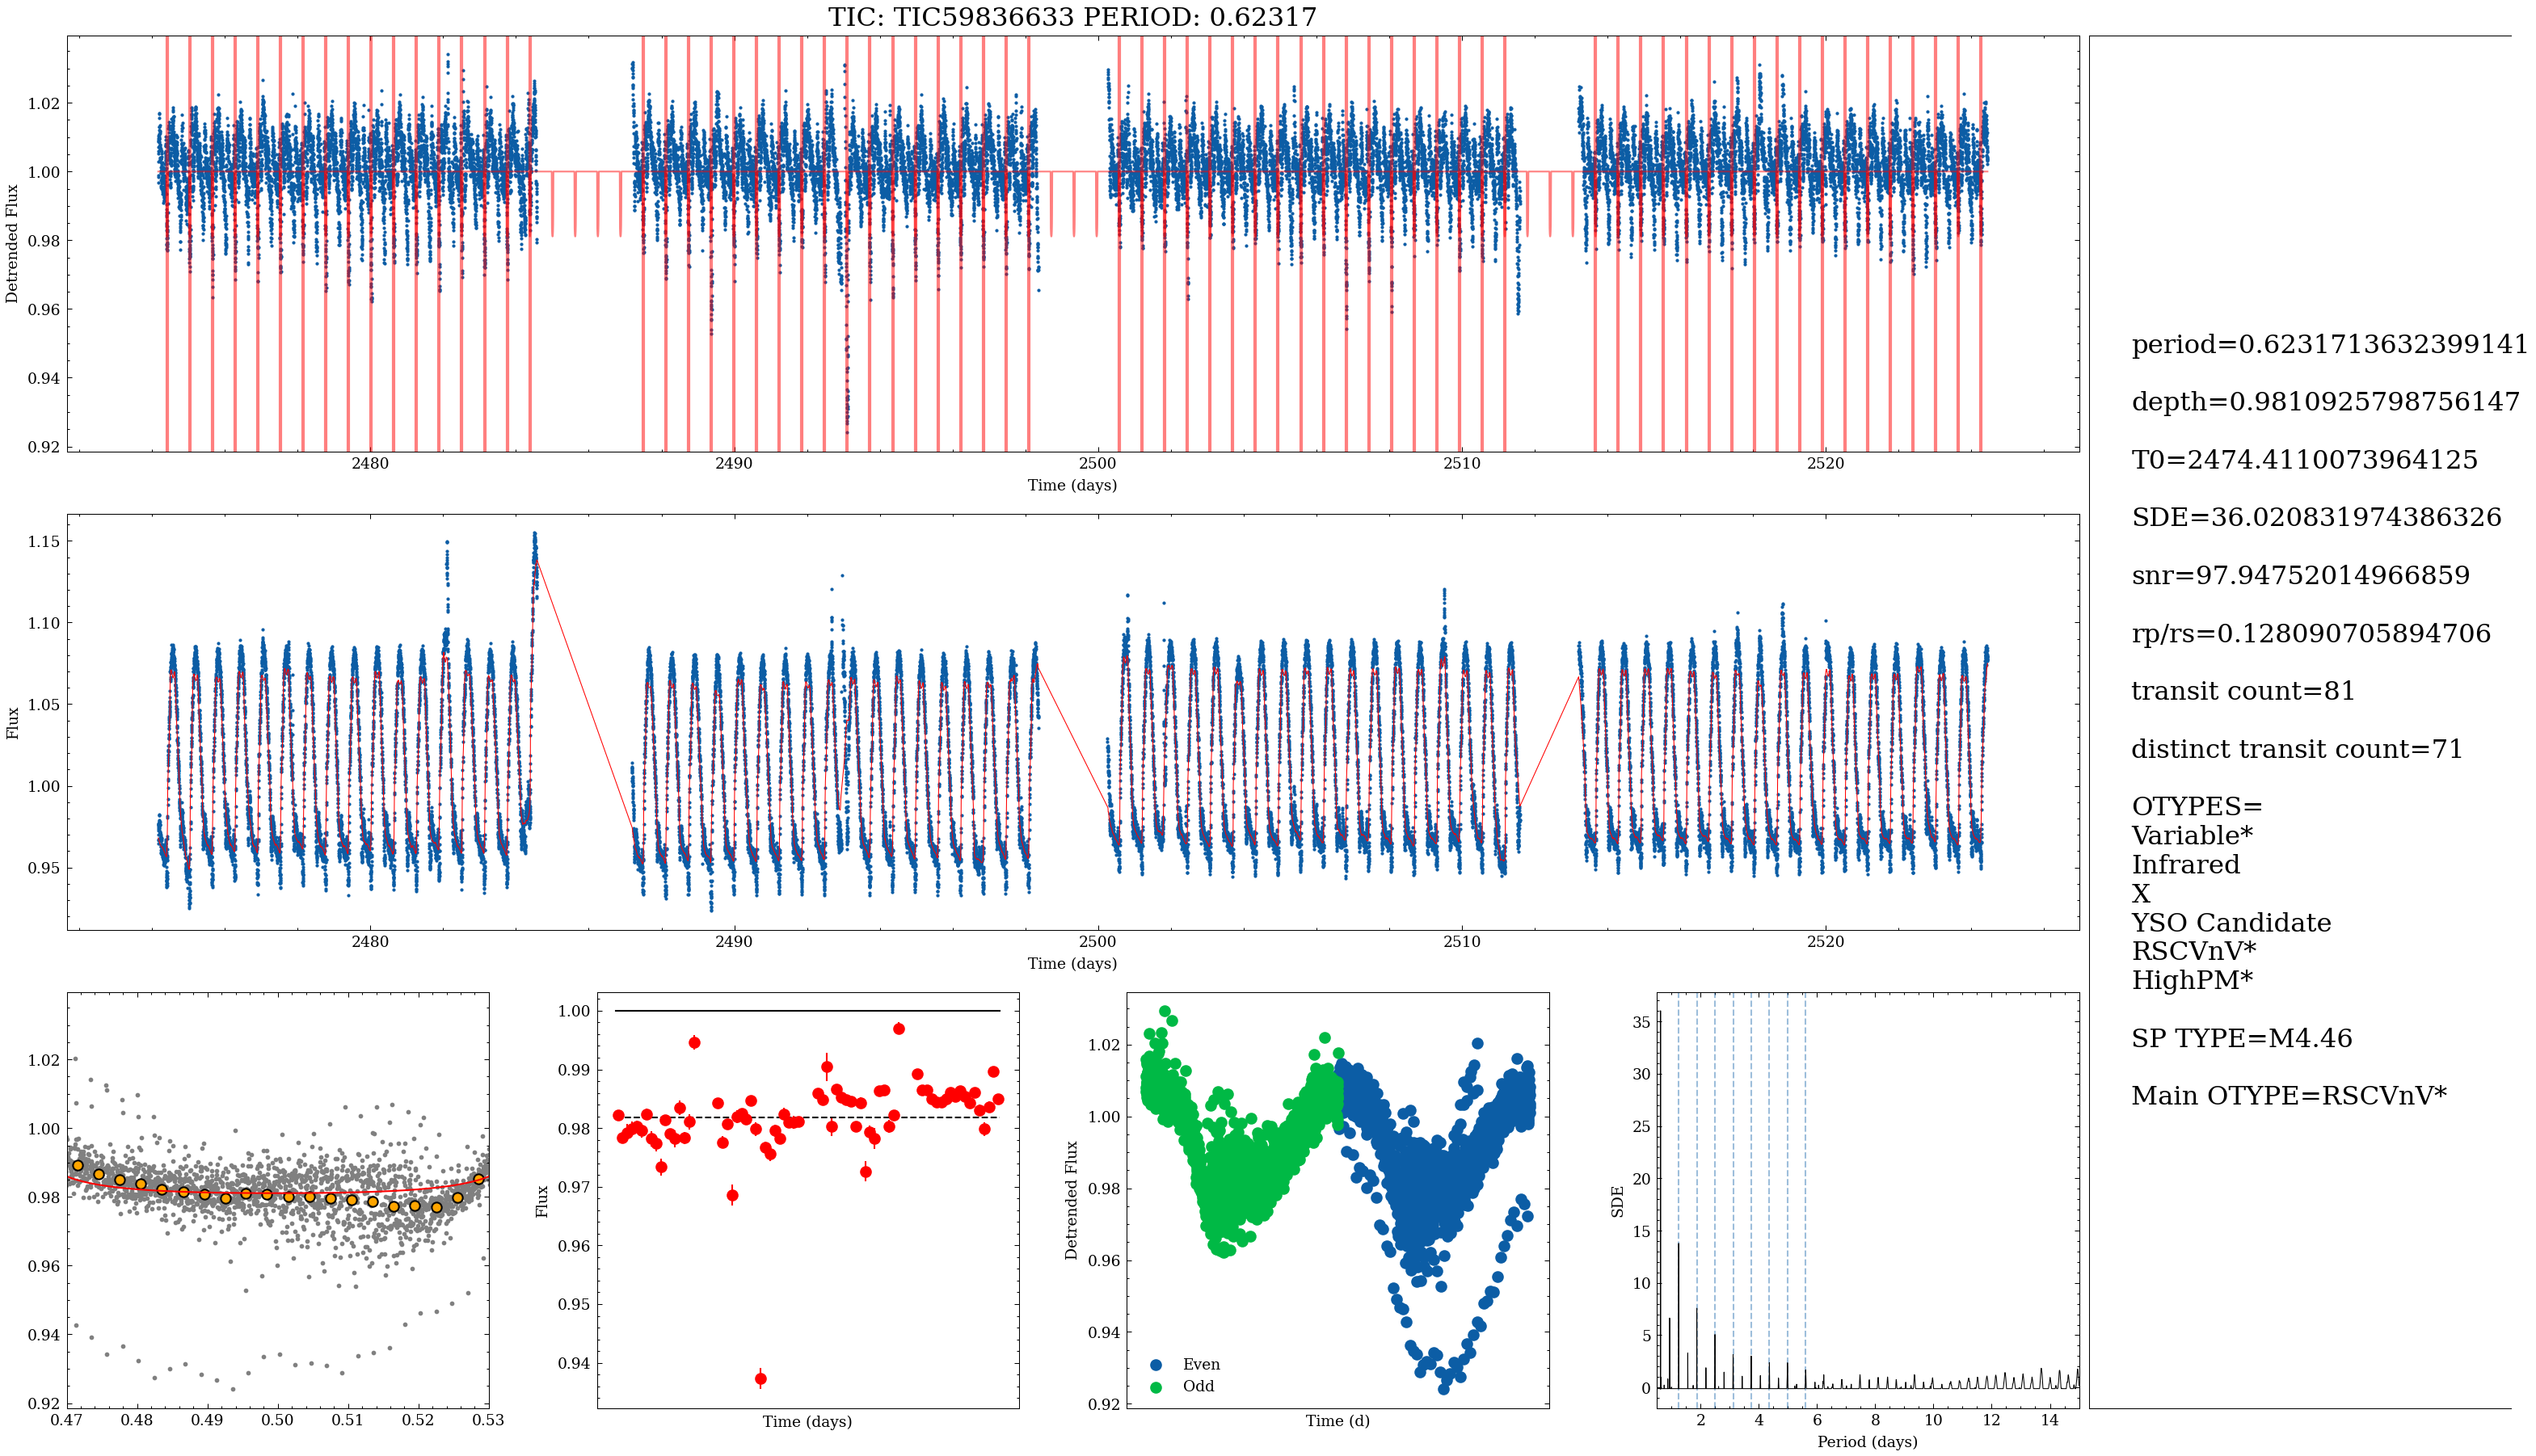 TIC: TIC59836633 PERIOD: 0.62317
1.02
1.00
0.98
0.96
0.94
0.92
Detrended Flux
2480
2490
2500
2510
2520
Time (days)
1.15
1.10
1.05
1.00
0.95
Flux
2480
2490
2500
2510
2520
Time (days)
1.02
1.00
0.98
0.96
0.94
0.92
0.47
0.48
0.49
0.50
0.51
0.52
0.53
1.00
0.99
0.98
0.97
0.96
0.95
0.94
Flux
Time (days)
1.02
1.00
0.98
0.96
0.94
0.92
Detrended Flux
Even
Odd
Time (d)
35
30
25
20
15
10
5
0
SDE
2
4
6
8
10
12
14
Period (days)
period=0.6231713632399141
depth=0.9810925798756147
T0=2474.4110073964125
SDE=36.020831974386326
snr=97.94752014966859
rp/rs=0.128090705894706
transit count=81
distinct transit count=71
OTYPES=
Variable*
Infrared
X
YSO Candidate
RSCVnV*
HighPM*
SP TYPE=M4.46
Main OTYPE=RSCVnV*